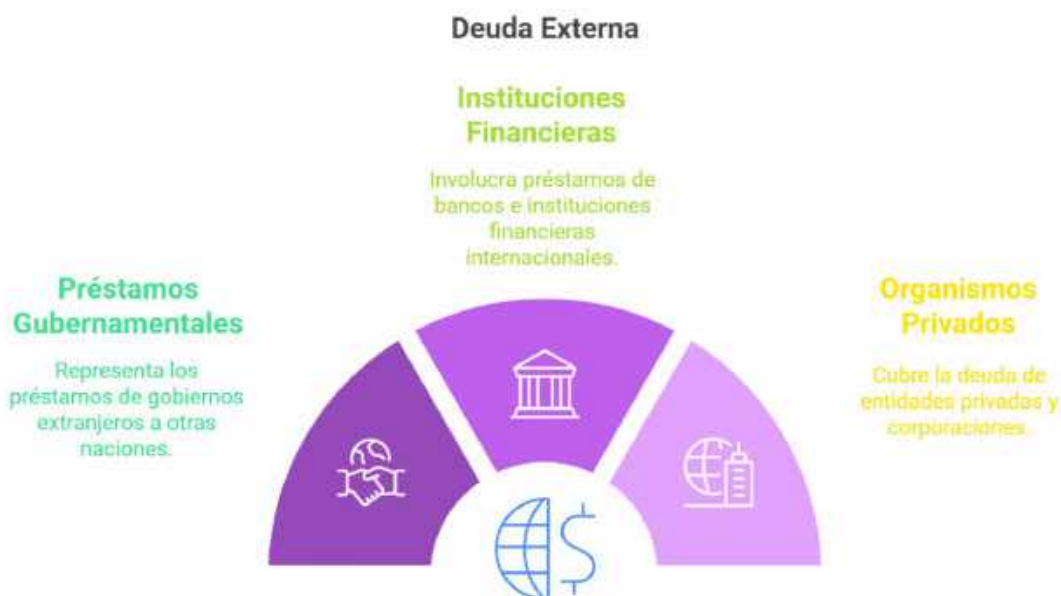 Deuda Externa
Instituciones
Financieras
Involucra préstamos de
bancos e instituciones
financieras
internacionales.
Préstamos
Gubernamentales
Representa los
préstamos de gobiernos
extranjeros a otras
naciones.
Organismos
Privados
Cubre la deuda de
entidades privadas y
corporaciones.